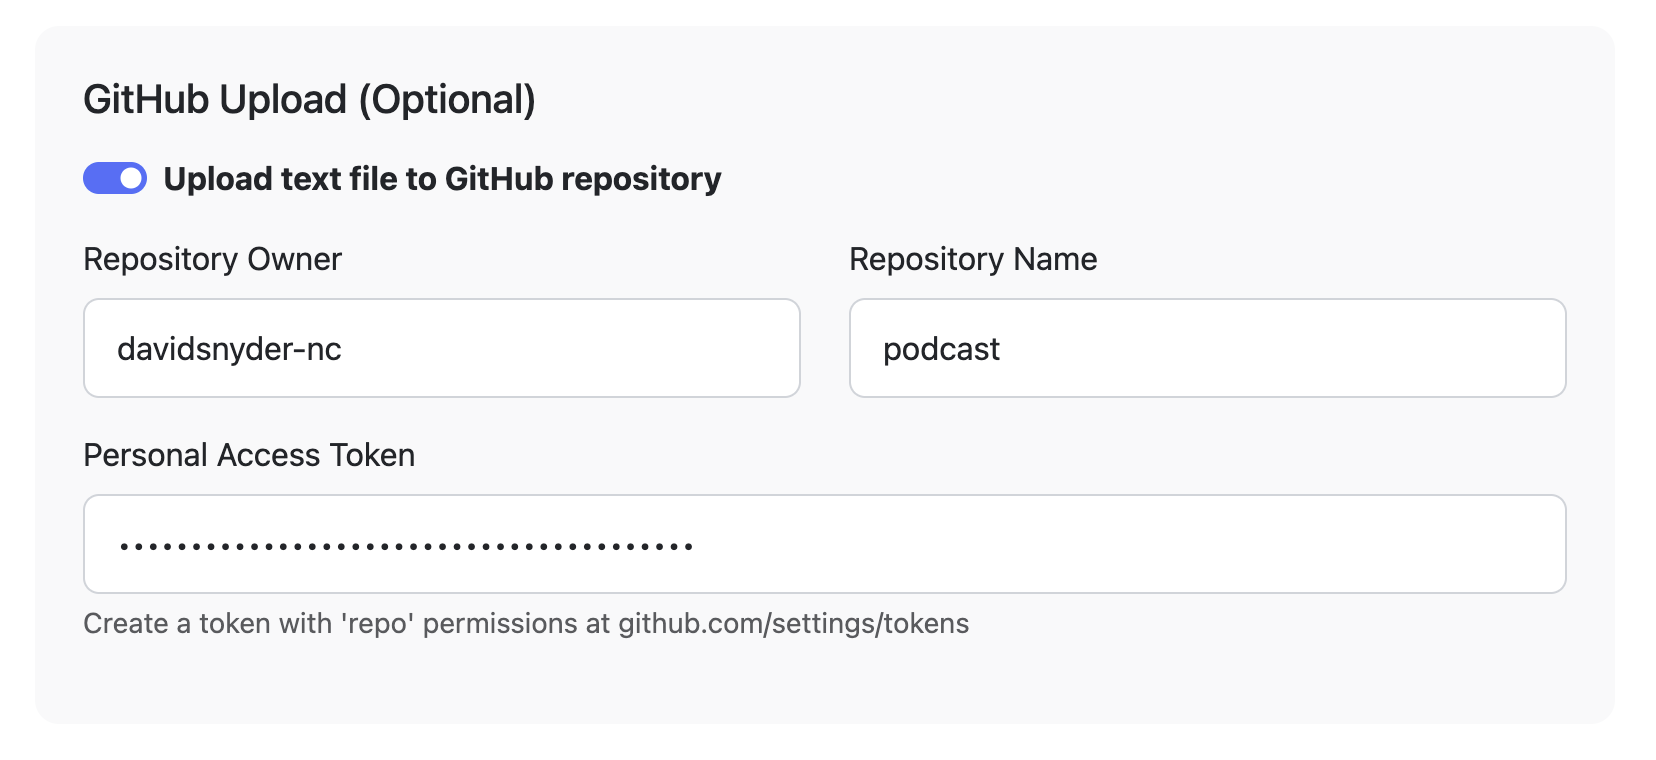 GitHub Upload (Optional)
Upload text file to GitHub repository
Repository Owner
Repository Name
davidsnyder-nc
podcast
Personal Access Token
••••••••••••••••••••••••••••••••••••••••
Create a token with 'repo' permissions at github.com/settings/tokens